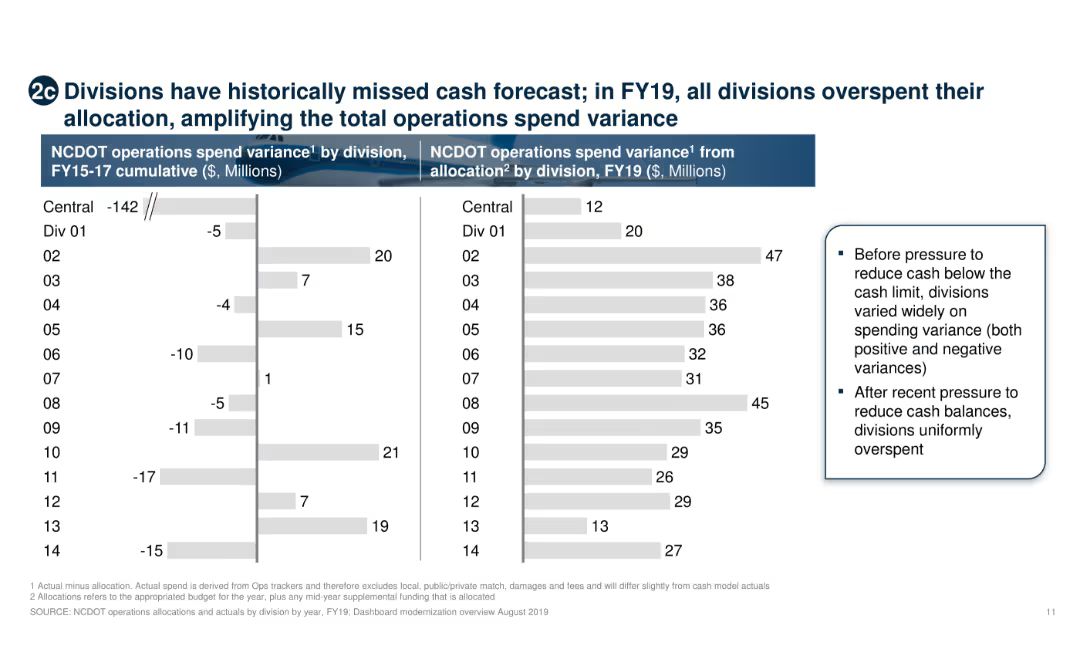 2c Divisions have historically missed cash forecast; in FY19, all divisions overspent their
allocation, amplifying the total operations spend variance
NCDOT operations spend variance¹ by division,
FY15-17 cumulative ($, Millions)
Central -142
Div 01 -5
02 20
03 7
04 -4
05 15
06 -10
07 1
08 -5
09 -11
10 21
11 -17
12 7
13 19
14 -15
NCDOT operations spend variance¹ from
allocation² by division, FY19 ($, Millions)
Central 12
Div 01 20
02 47
03 38
04 36
05 36
06 32
07 31
08 45
09 35
10 29
11 26
12 29
13 13
14 27
▪ Before pressure to
reduce cash below the
cash limit, divisions
varied widely on
spending variance (both
positive and negative
variances)
▪ After recent pressure to
reduce cash balances,
divisions uniformly
overspent
1 Actual minus allocation. Actual spend is derived from Ops trackers and therefore excludes local, public/private match, damages and fees and will differ slightly from cash model actuals
2 Allocations refers to the appropriated budget for the year, plus any mid-year supplemental funding that is allocated
SOURCE: NCDOT operations allocations and actuals by division by year, FY19; Dashboard modernization overview August 2019
11